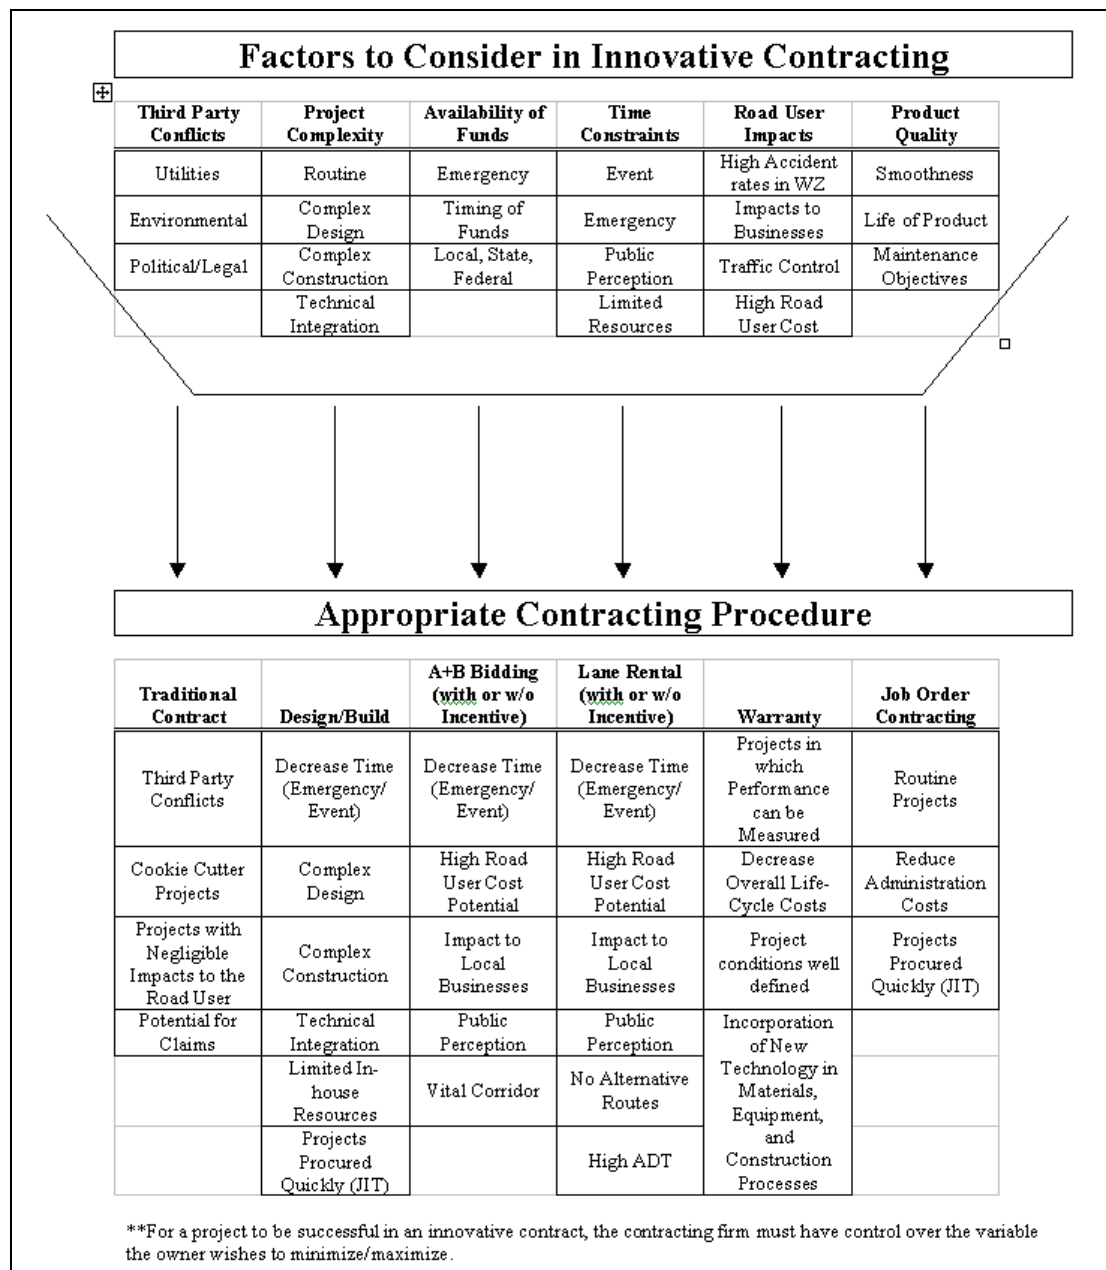 Factors to Consider in Innovative Contracting
Third Party
Conflicts
Project
Complexity
Availability of
Funds
Time
Constraints
Road User
Impacts
Product
Quality
Utilities
Routine
Emergency
Event
High Accident
rates in WZ
Smoothness
Environmental
Complex
Design
Timing of
Funds
Emergency
Impacts to
Businesses
Life of Product
Political/Legal
Complex
Construction
Local, State,
Federal
Public
Perception
Traffic Control
Maintenance
Objectives
Technical
Integration
Limited
Resources
High Road
User Cost
Appropriate Contracting Procedure
Traditional
Contract
Design/Build
A+B Bidding
(with or w/o
Incentive)
Lane Rental
(with or w/o
Incentive)
Warranty
Job Order
Contracting
Third Party
Conflicts
Decrease Time
(Emergency/
Event)
Decrease Time
(Emergency/
Event)
Decrease Time
(Emergency/
Event)
Projects in
which
Performance
can be
Measured
Routine
Projects
Cookie Cutter
Projects
Complex
Design
High Road
User Cost
Potential
High Road
User Cost
Potential
Decrease
Overall Life-
Cycle Costs
Reduce
Administration
Costs
Projects with
Negligible
Impacts to the
Road User
Complex
Construction
Impact to
Local
Businesses
Impact to
Local
Businesses
Project
conditions well
defined
Projects
Procured
Quickly (JIT)
Potential for
Claims
Technical
Integration
Public
Perception
Public
Perception
Incorporation
of New
Technology in
Materials,
Equipment,
and
Construction
Processes
Limited In-
house
Resources
Vital Corridor
No Alternative
Routes
Projects
Procured
Quickly (JIT)
High ADT
**For a project to be successful in an innovative contract, the contracting firm must have control over the variable
the owner wishes to minimize/maximize.